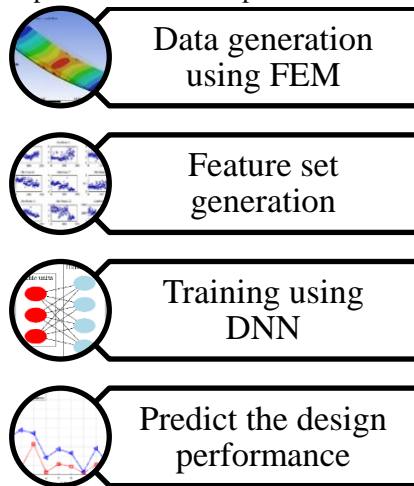 Data generation
using FEM
Feature set
generation
Training using
DNN
Predict the design
performance